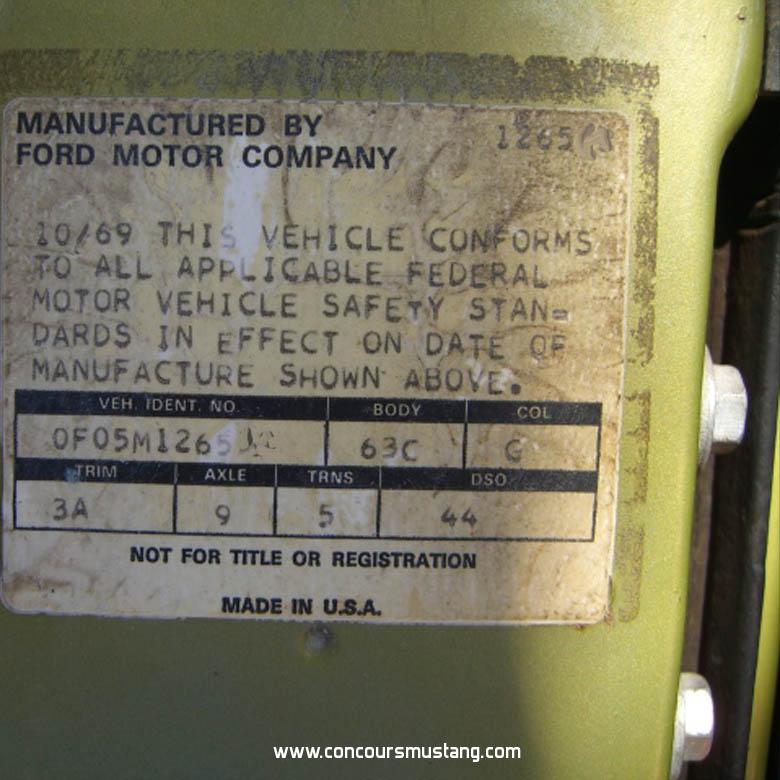 MANUFACTURED BY
FORD MOTOR COMPANY
10/69 THIS VEHICLE CONFORMS
TO ALL APPLICABLE FEDERAL
MOTOR VEHICLE SAFETY STAN=
DARDS IN EFFECT ON DATE OF
MANUFACTURE SHOWN ABOVE.
VEH. IDENT. NO. BODY COL
63C G
TRIM AXLE TRNS DSO
3A 9 5 44
NOT FOR TITLE OR REGISTRATION
MADE IN U.S.A.
www.concoursmustang.com